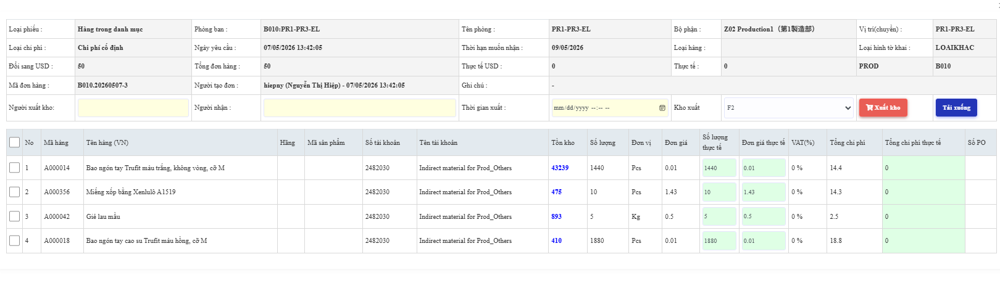 Loại phiếu : Hàng trong danh mục Phòng ban : B010:PR1-PR3-EL Tên phòng : PR1-PR3-EL Bộ phận : Z02 Production1（第1製造部） Vị trí(chuyền) : PR1-PR3-EL
Loại chi phí : Chi phí cố định Ngày yêu cầu : 07/05/2026 13:42:05 Thời hạn muốn nhận : 09/05/2026 Loại hàng : Loại hình tờ khai : LOAIKHAC
Đổi sang USD : 50 Tổng đơn hàng : 50 Thực tế USD : 0 Thực tế : 0 PROD B010
Mã đơn hàng : B010.20260507-3 Người tạo đơn : hiepny (Nguyễn Thị Hiệp) - 07/05/2026 13:42:05 Ghi chú : -
Người xuất kho: Người nhận : Thời gian xuất : mm/dd/yyyy --:-- -- Kho xuất F2 Xuất kho Tải xuống
No Mã hàng Tên hàng (VN) Hãng Mã sản phẩm Số tài khoản Tên tài khoản Tồn kho Số lượng Đơn vị Đơn giá Số lượng thực tế Đơn giá thực tế VAT(%) Tổng chi phí Tổng chi phí thực tế Số PO
1 A000014 Bao ngón tay Trufit màu trắng, không vòng, cỡ M 2482030 Indirect material for Prod_Others 43239 1440 Pcs 0.01 1440 0.01 0 % 14.4 0
2 A000356 Miếng xốp bằng Xenlulô A1519 2482030 Indirect material for Prod_Others 475 10 Pcs 1.43 10 1.43 0 % 14.3 0
3 A000042 Giẻ lau mầu 2482030 Indirect material for Prod_Others 893 5 Kg 0.5 5 0.5 0 % 2.5 0
4 A000018 Bao ngón tay cao su Trufit màu hồng, cỡ M 2482030 Indirect material for Prod_Others 410 1880 Pcs 0.01 1880 0.01 0 % 18.8 0